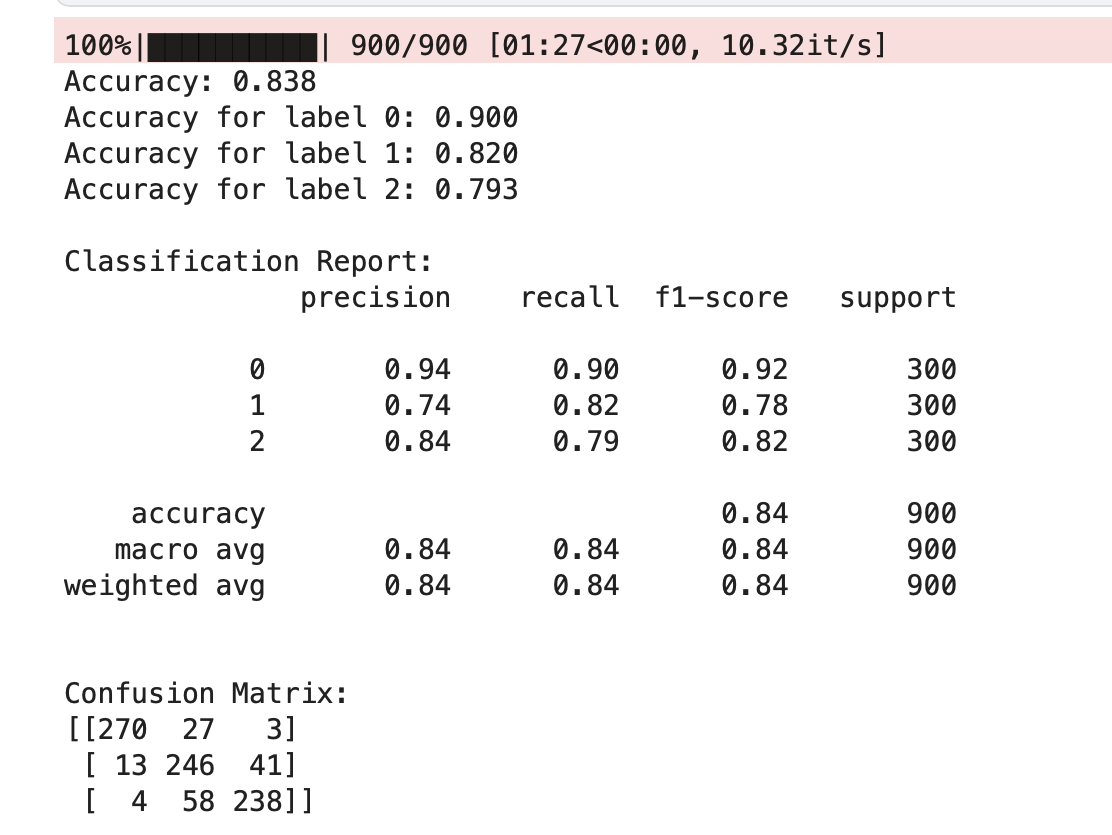 100%|██████████| 900/900 [01:27<00:00, 10.32it/s]
Accuracy: 0.838
Accuracy for label 0: 0.900
Accuracy for label 1: 0.820
Accuracy for label 2: 0.793
Classification Report:
precision recall f1-score support
0 0.94 0.90 0.92 300
1 0.74 0.82 0.78 300
2 0.84 0.79 0.82 300
accuracy 0.84 900
macro avg 0.84 0.84 0.84 900
weighted avg 0.84 0.84 0.84 900
Confusion Matrix:
[[270 27 3]
[ 13 246 41]
[ 4 58 238]]